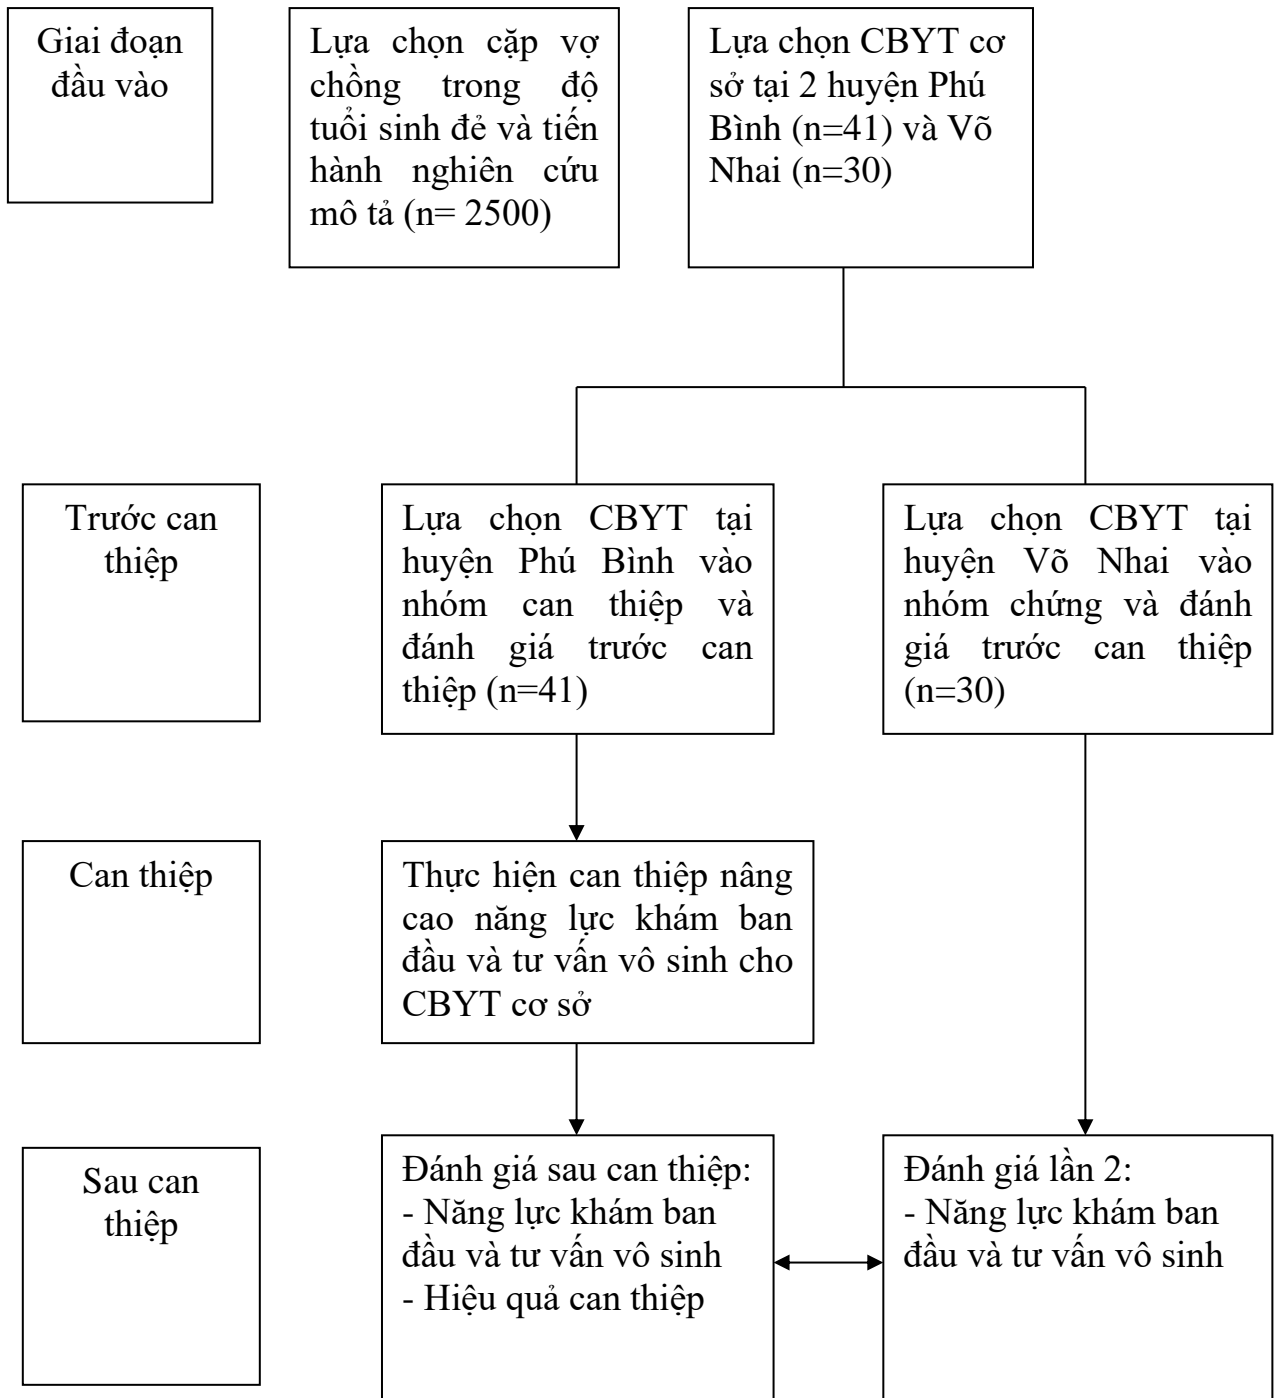 Giai đoạn
đầu vào
Lựa chọn cặp vợ
chồng trong độ
tuổi sinh đẻ và tiến
hành nghiên cứu
mô tả (n= 2500)
Lựa chọn CBYT cơ
sở tại 2 huyện Phú
Bình (n=41) và Võ
Nhai (n=30)
Trước can
thiệp
Lựa chọn CBYT tại
huyện Phú Bình vào
nhóm can thiệp và
đánh giá trước can
thiệp (n=41)
Lựa chọn CBYT tại
huyện Võ Nhai vào
nhóm chứng và đánh
giá trước can thiệp
(n=30)
Can thiệp
Thực hiện can thiệp nâng
cao năng lực khám ban
đầu và tư vấn vô sinh cho
CBYT cơ sở
Sau can
thiệp
Đánh giá sau can thiệp:
- Năng lực khám ban
đầu và tư vấn vô sinh
- Hiệu quả can thiệp
Đánh giá lần 2:
- Năng lực khám ban
đầu và tư vấn vô sinh